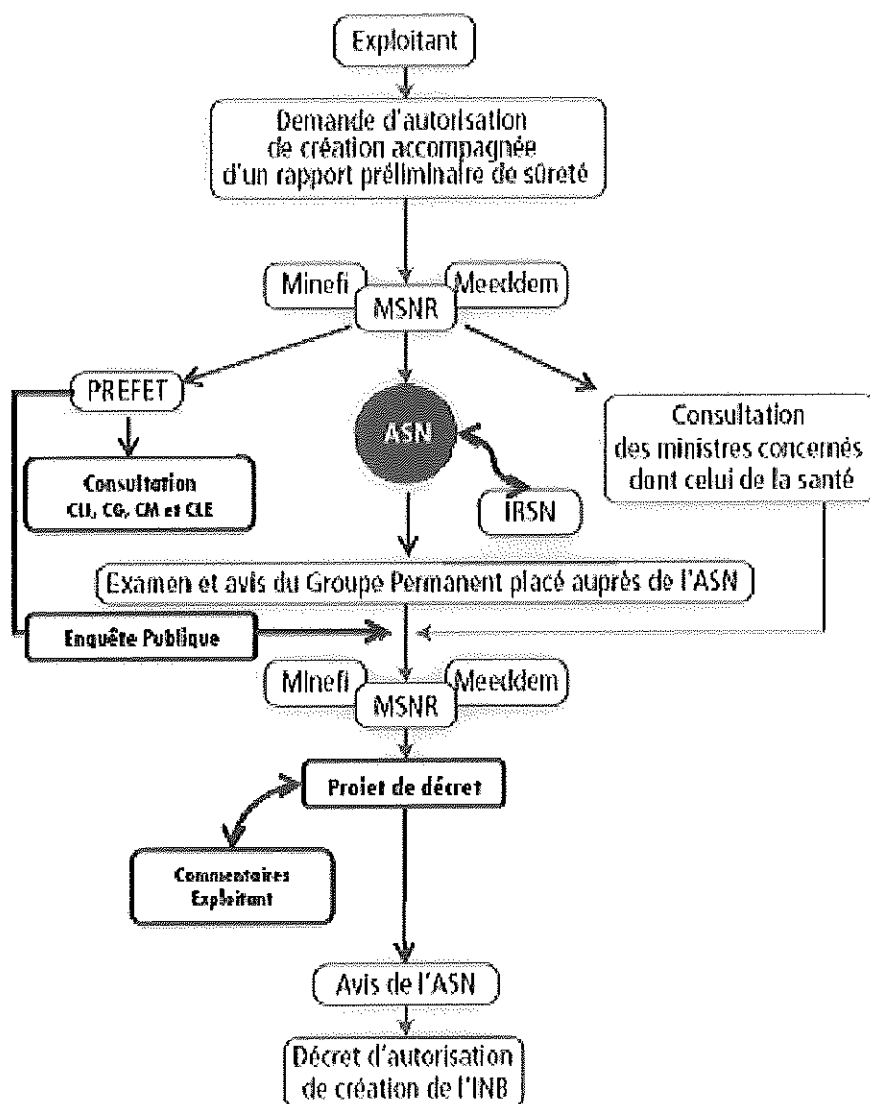 Exploitant
Demande d'autorisation
de création accompagnée
d'un rapport préliminaire de sûreté
Minefi
Meeddem
MSNR
PREFET
ASN
Consultation
des ministres concernés
dont celui de la santé
Consultation
CLI, CG, CM et CLE
IRSN
Examen et avis du Groupe Permanent placé auprès de l'ASN
Enquête Publique
Minefi
Meeddem
MSNR
Projet de décret
Commentaires
Exploitant
Avis de l'ASN
Décret d'autorisation
de création de l'INB